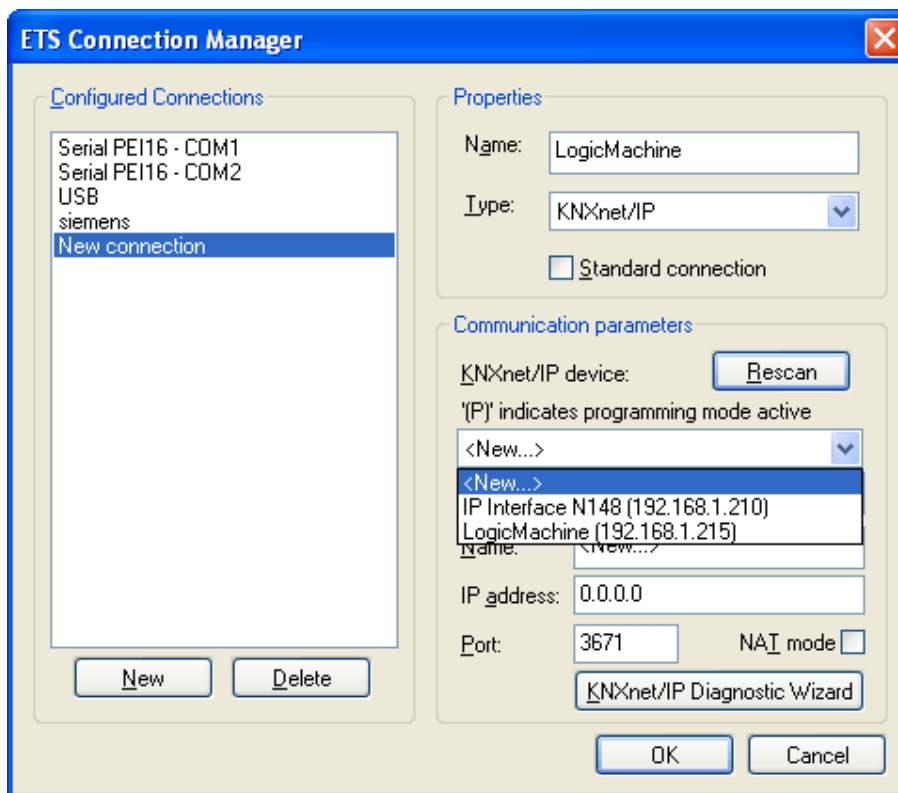 ETS Connection Manager
Configured Connections
Serial PEI16 - COM1
Serial PEI16 - COM2
USB
siemens
New connection
New
Delete
Properties
Name:
LogicMachine
Type:
KNXnet/IP
Standard connection
Communication parameters
KNXnet/IP device:
Rescan
'(P)' indicates programming mode active
<New...>
<New...>
IP Interface N148 (192.168.1.210)
LogicMachine (192.168.1.215)
Name:
<New...>
IP address:
0.0.0.0
Port:
3671
NAT mode
KNXnet/IP Diagnostic Wizard
OK
Cancel